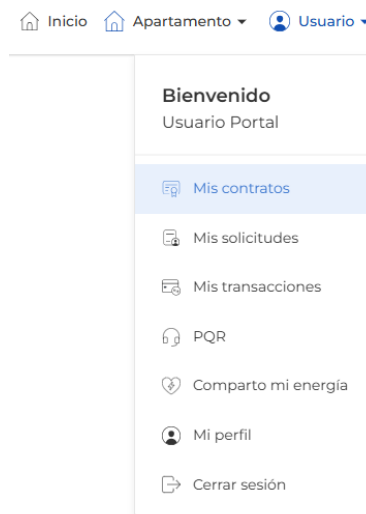 Inicio Apartamento Usuario
Bienvenido
Usuario Portal
Mis contratos
Mis solicitudes
Mis transacciones
PQR
Comparto mi energía
Mi perfil
Cerrar sesión